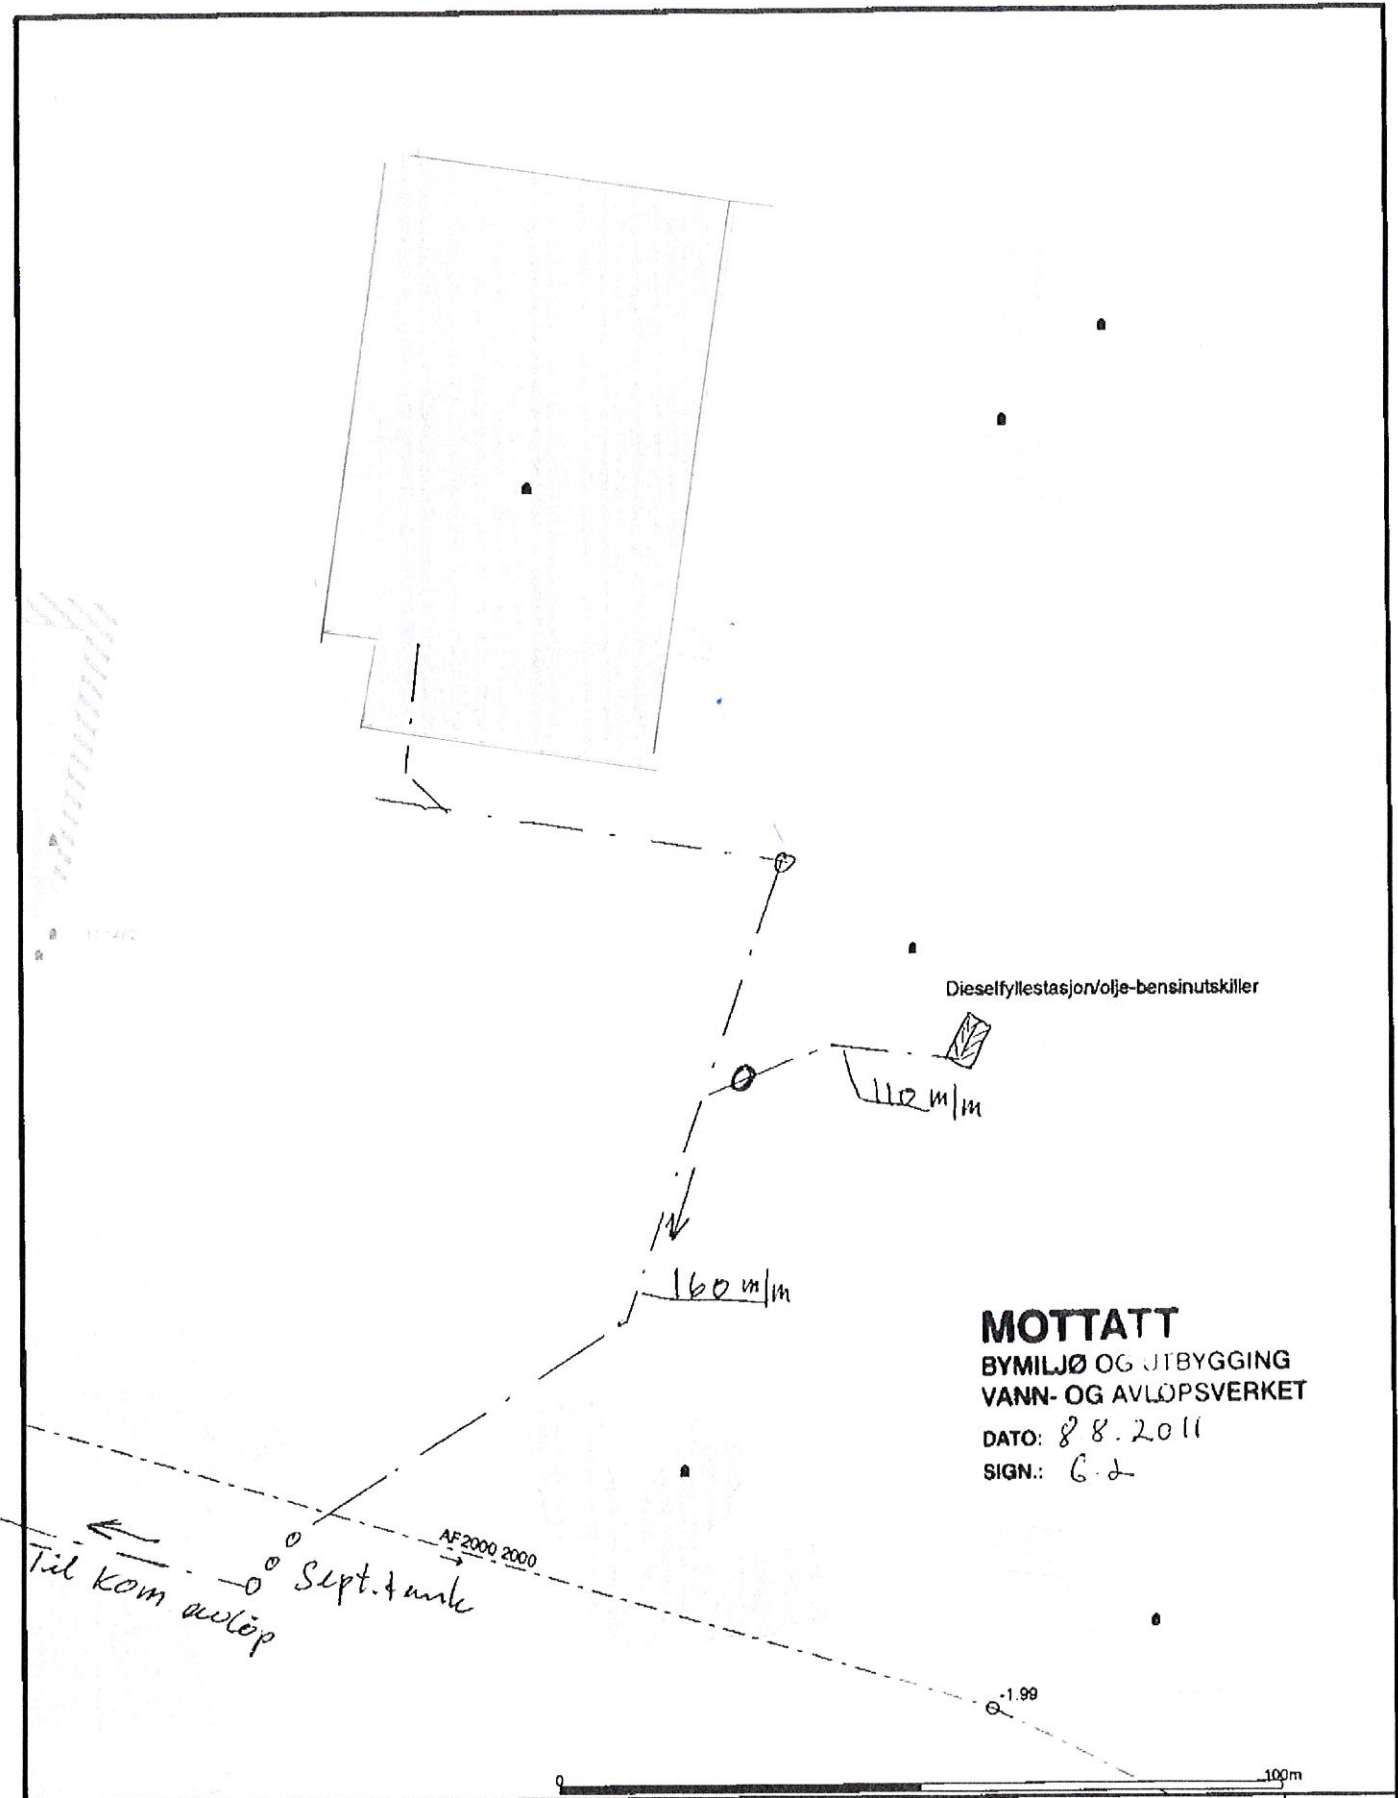 Dieselfyllestasjon/olje-bensinutskiller
110 m/m
160 m/m
MOTTATT
BYMILJØ OG UTBYGGING
VANN- OG AVLØPSVERKET
DATO: 8 8. 2011
SIGN.:
AF2000 2000
Sept. tank
Til Kom avløp
-1.99
0
100m